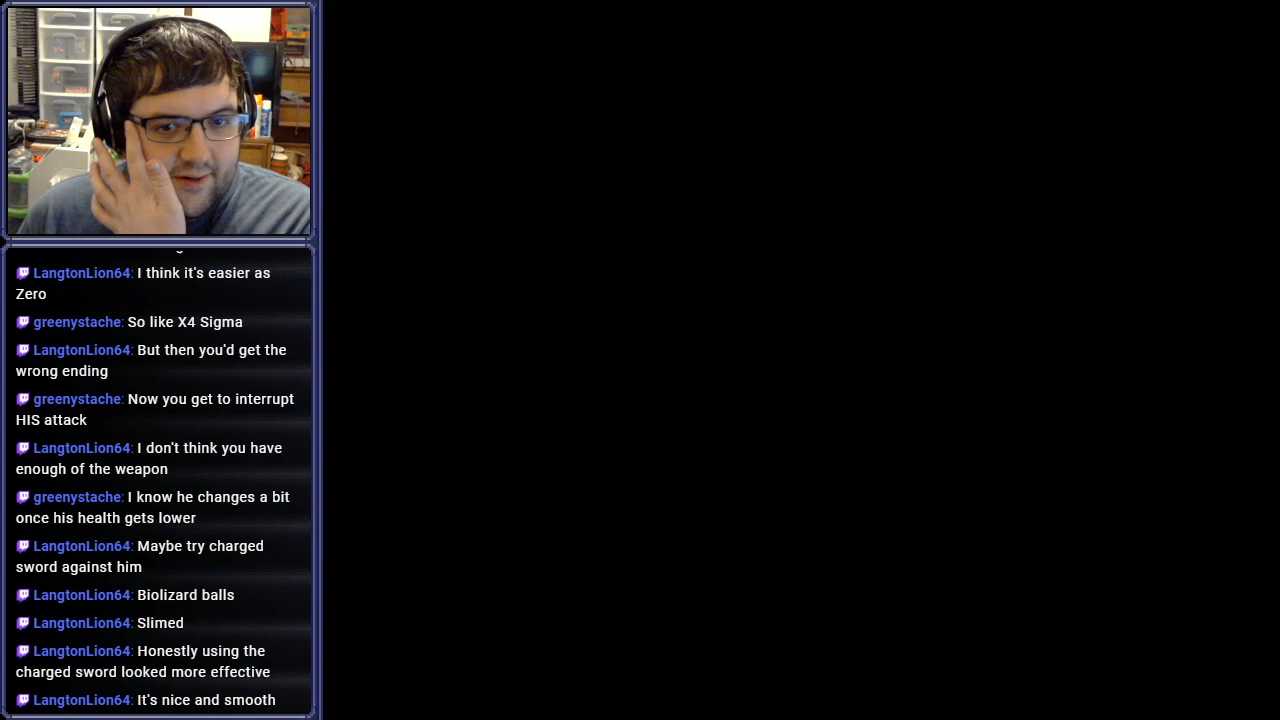 LangtonLion64: I think it's easier as
Zero
greenystache: So like X4 Sigma
LangtonLion64: But then you'd get the
wrong ending
greenystache: Now you get to interrupt
HIS attack
LangtonLion64: I don't think you have
enough of the weapon
greenystache: I know he changes a bit
once his health gets lower
LangtonLion64: Maybe try charged
sword against him
LangtonLion64: Biolizard balls
LangtonLion64: Slimed
LangtonLion64: Honestly using the
charged sword looked more effective
LangtonLion64: It's nice and smooth